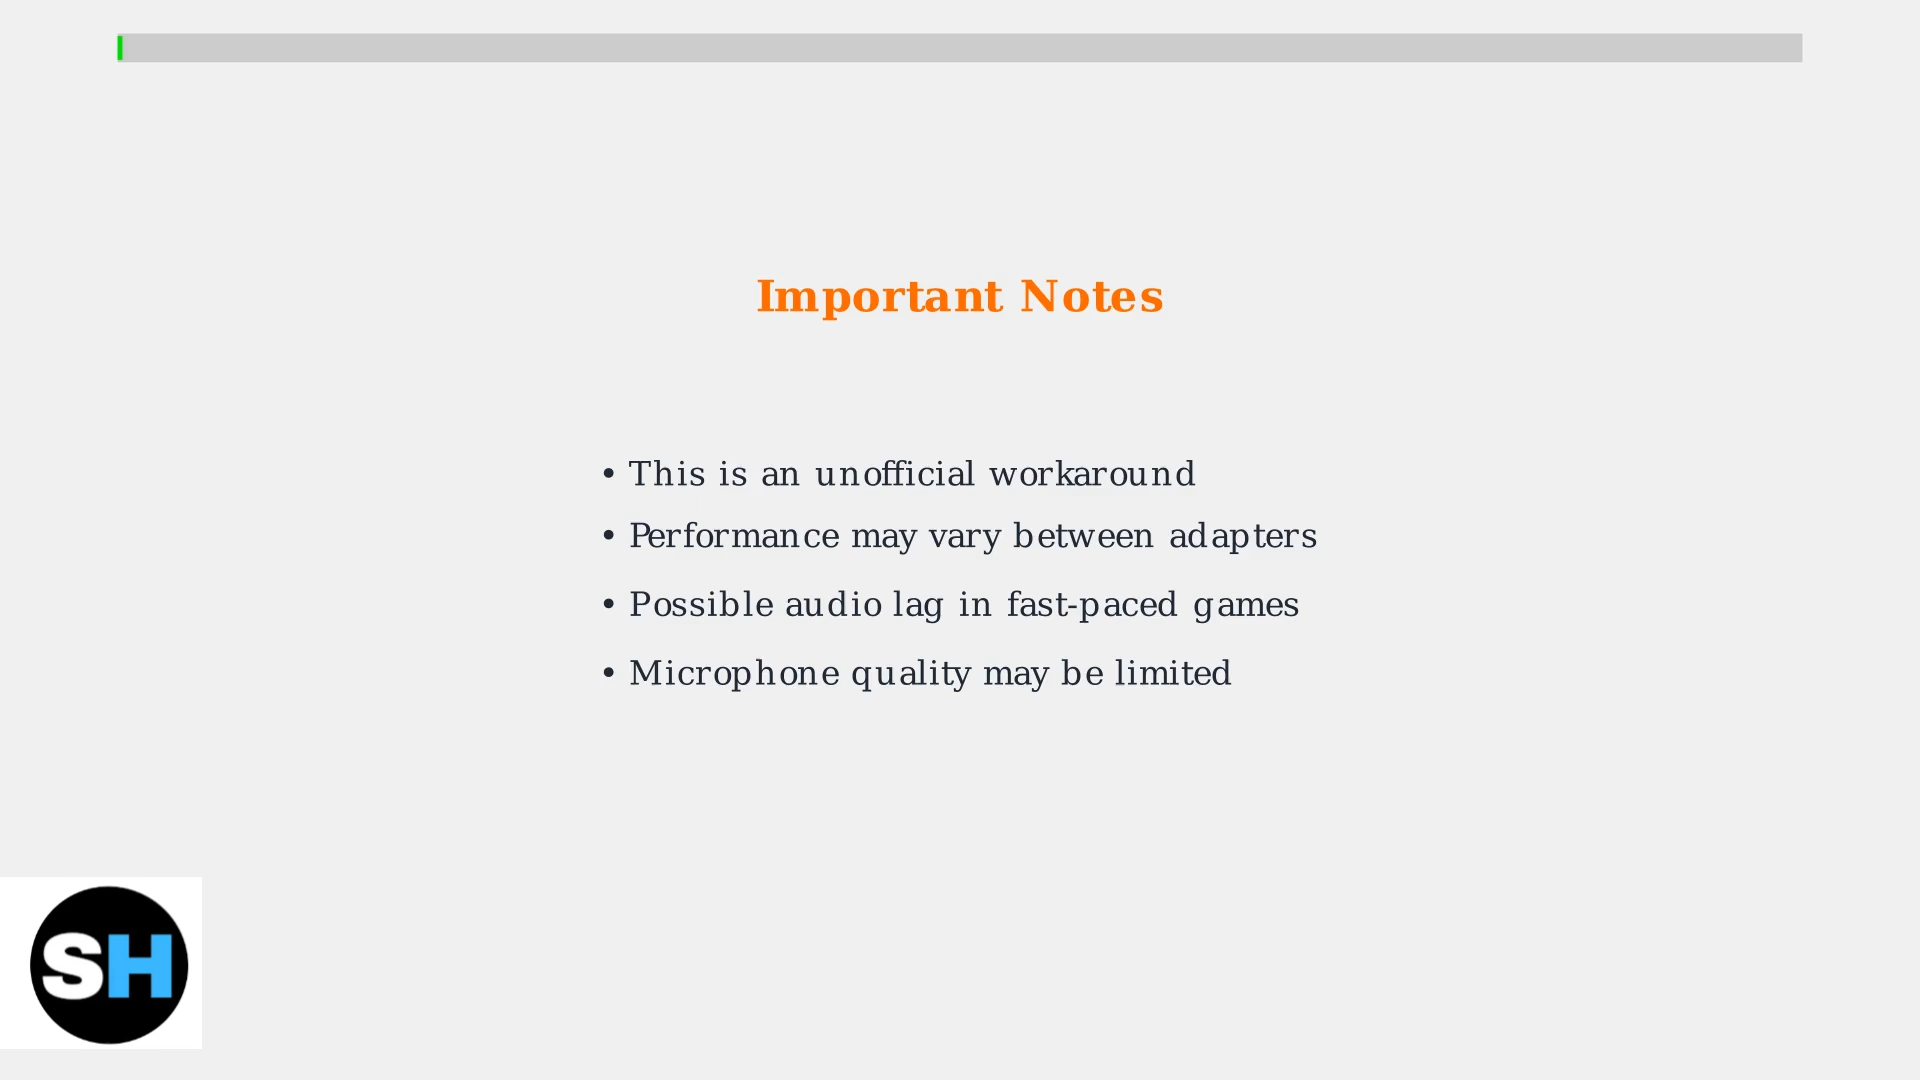 Important Notes
• This is an unofficial workaround
• Performance may vary between adapters
• Possible audio lag in fast-paced games
• Microphone quality may be limited
SH